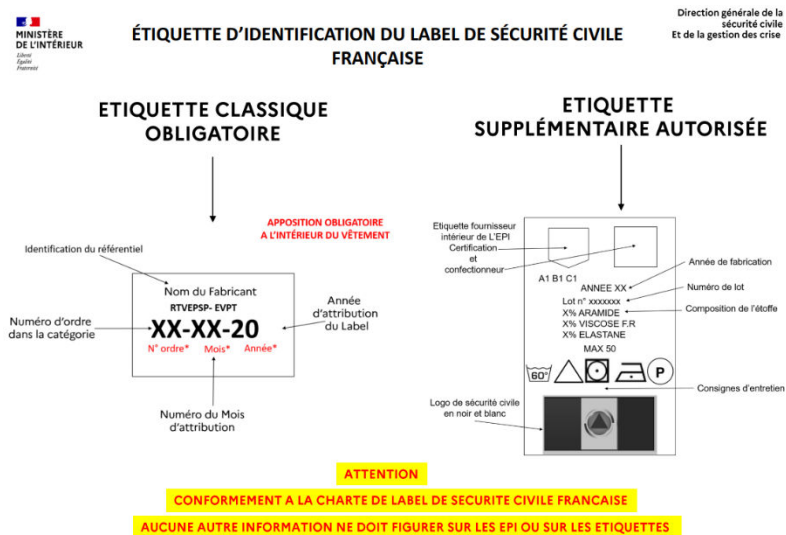 MINISTÈRE
DE L'INTÉRIEUR
Liberté
Égalité
Fraternité
ÉTIQUETTE D'IDENTIFICATION DU LABEL DE SÉCURITÉ CIVILE
FRANÇAISE
Direction générale de la
sécurité civile
Et de la gestion des crise
ETIQUETTE CLASSIQUE
OBLIGATOIRE
APPOSITION OBLIGATOIRE
A L'INTÉRIEUR DU VÊTEMENT
Identification du référentiel
Nom du Fabricant
RTVEPSP- EVPT
XX-XX-20
N° ordre* Mois* Année*
Numéro d'ordre
dans la catégorie
Année
d'attribution
du Label
Numéro du Mois
d'attribution
ETIQUETTE
SUPPLÉMENTAIRE AUTORISÉE
Etiquette fournisseur
intérieur de L'EPI
Certification
et
confectionneur
A1 B1 C1
ANNEE XX
Lot n° xxxxxxx
X% ARAMIDE
X% VISCOSE F.R
X% ELASTANE
MAX 50
60°
P
Année de fabrication
Numéro de lot
Composition de l'étoffe
Consignes d'entretien
Logo de sécurité civile
en noir et blanc
ATTENTION
CONFORMEMENT A LA CHARTE DE LABEL DE SECURITE CIVILE FRANCAISE
AUCUNE AUTRE INFORMATION NE DOIT FIGURER SUR LES EPI OU SUR LES ETIQUETTES